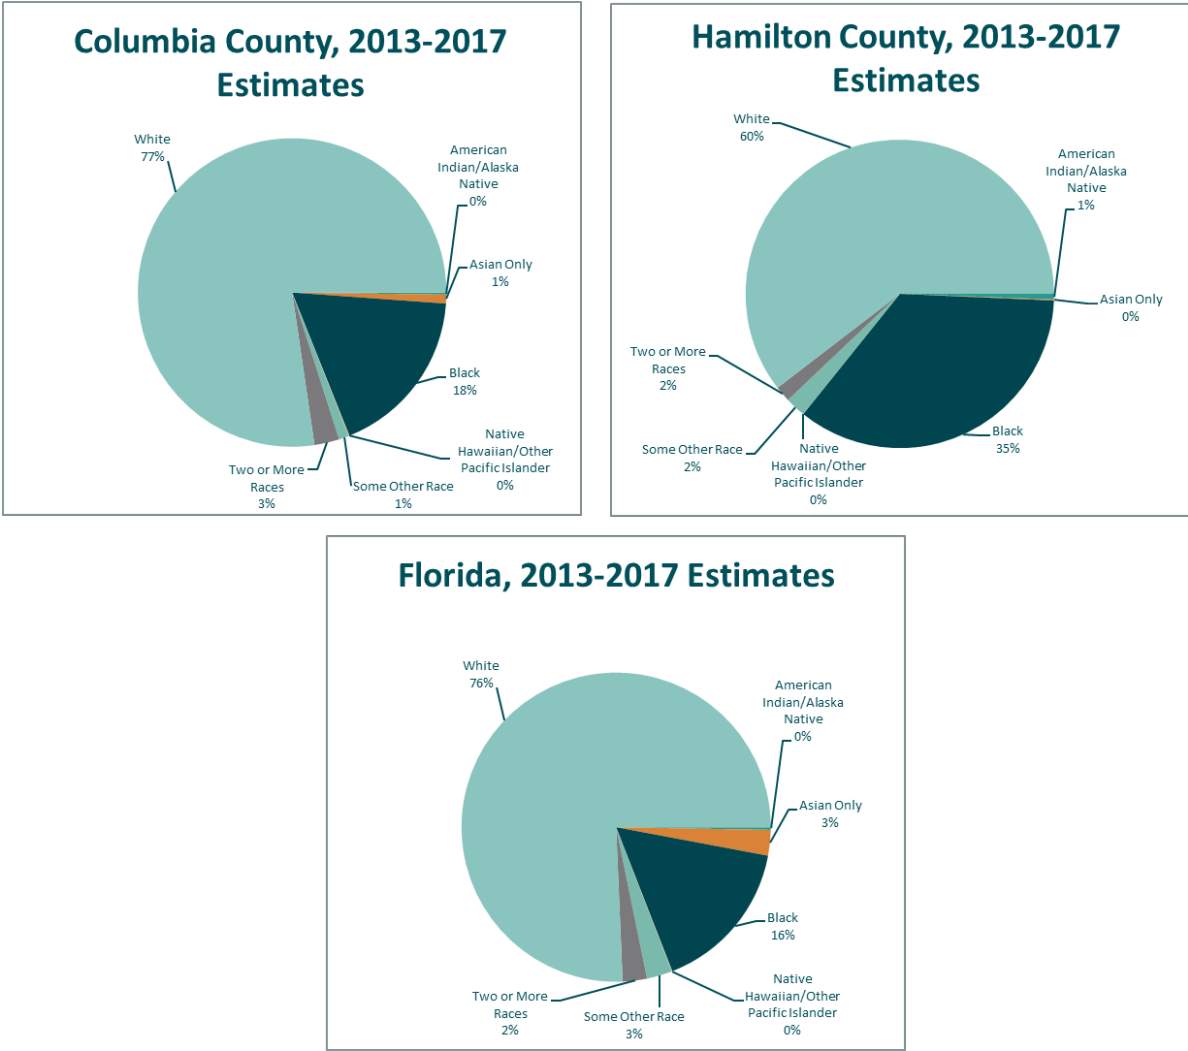 Columbia County, 2013-2017
Estimates
White
77%
American
Indian/Alaska
Native
0%
Asian Only
1%
Black
18%
Native
Hawaiian/Other
Pacific Islander
0%
Some Other Race
1%
Two or More
Races
3%
Hamilton County, 2013-2017
Estimates
White
60%
American
Indian/Alaska
Native
1%
Asian Only
0%
Black
35%
Native
Hawaiian/Other
Pacific Islander
0%
Some Other Race
2%
Two or More
Races
2%
Florida, 2013-2017 Estimates
White
76%
American
Indian/Alaska
Native
0%
Asian Only
3%
Black
16%
Native
Hawaiian/Other
Pacific Islander
0%
Some Other Race
3%
Two or More
Races
2%